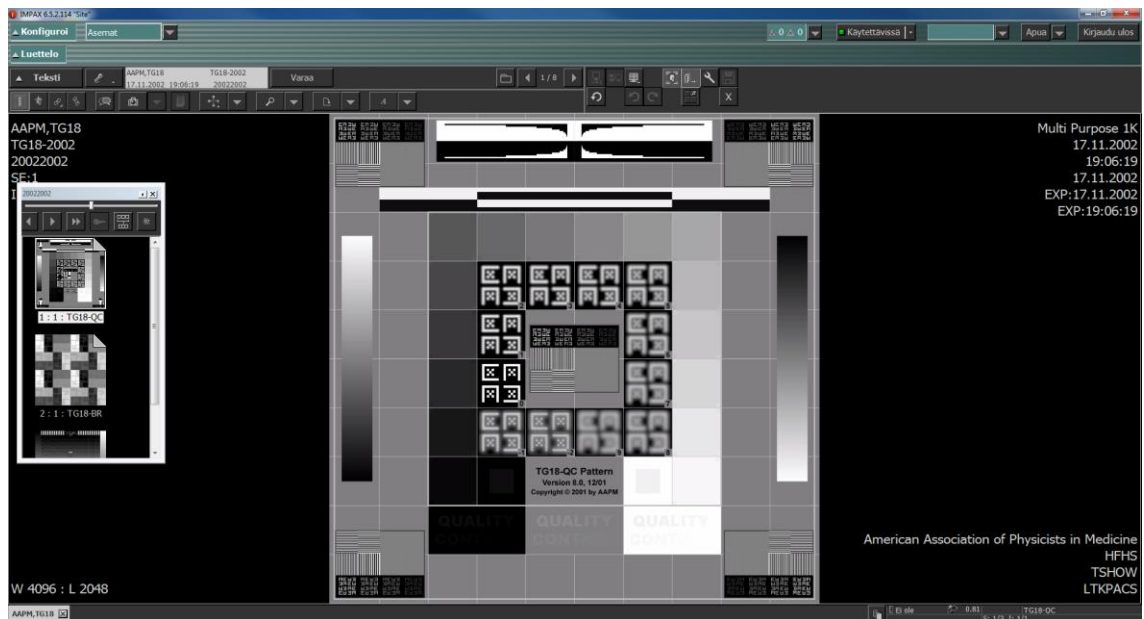 IMPAX 6.5.2.114 "Site"
Konfiguroi
Asemat
0 0
Käytettävissä
Apua
Kirjaudu ulos
Luettelo
Teksti
AAPM,TG18 TG18-2002
17.11.2002 19:06:19 20022002
Varaa
1/8
X
AAPM,TG18
TG18-2002
20022002
SE:1
I
20022002
1 : 1 : TG18-QC
2 : 1 : TG18-BR
Multi Purpose 1K
17.11.2002
19:06:19
17.11.2002
EXP:17.11.2002
EXP:19:06:19
TG18-QC Pattern
Version 8.0, 12/01
Copyright © 2001 by AAPM
QUALITY QUALITY QUALITY
CONT CONT CONT
American Association of Physicists in Medicine
HFHS
TSHOW
LTKPACS
W 4096 : L 2048
AAPM,TG18
Ei ole
0.81
TG18-QC